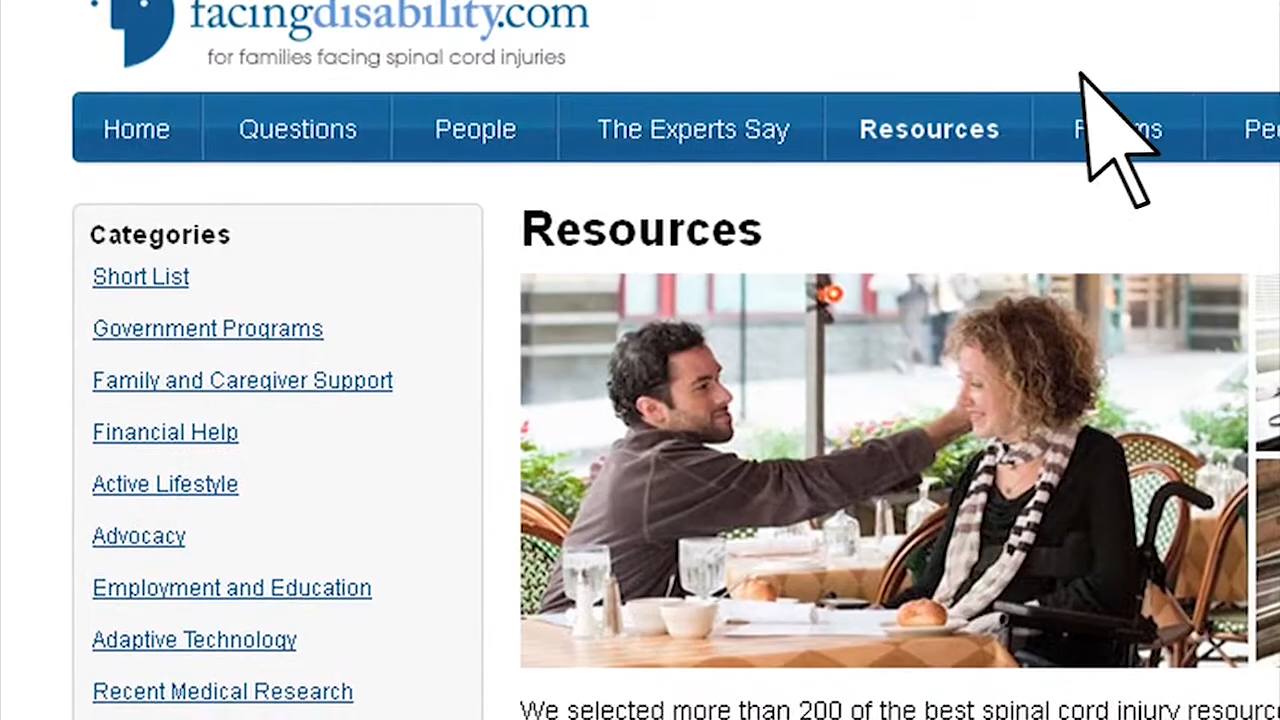 facingdisability.com
for families facing spinal cord injuries
Home Questions People The Experts Say Resources
Categories
Short List
Government Programs
Family and Caregiver Support
Financial Help
Active Lifestyle
Advocacy
Employment and Education
Adaptive Technology
Recent Medical Research
Resources
We selected more than 200 of the best spinal cord injury